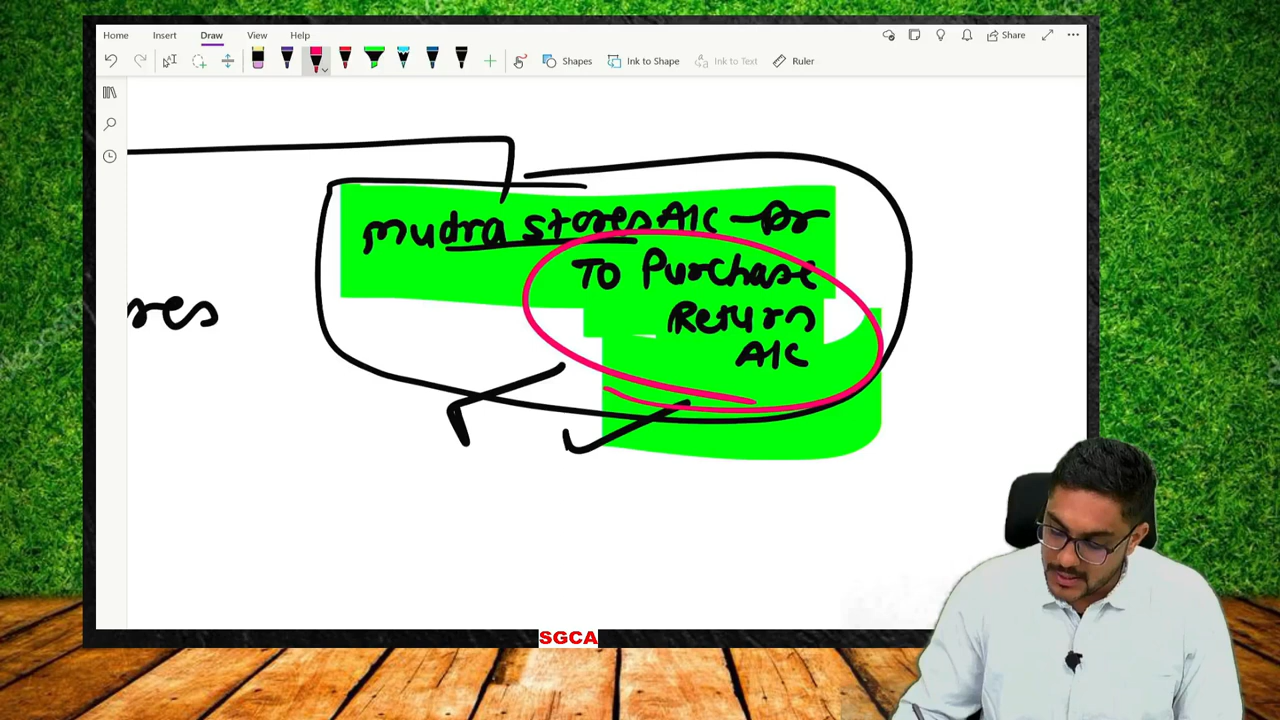 Home Insert Draw View Help
Share
Shapes Ink to Shape Ink to Text Ruler
Mudra stores A/C Dr
To Purchase
Return
A/C
res
SGCA